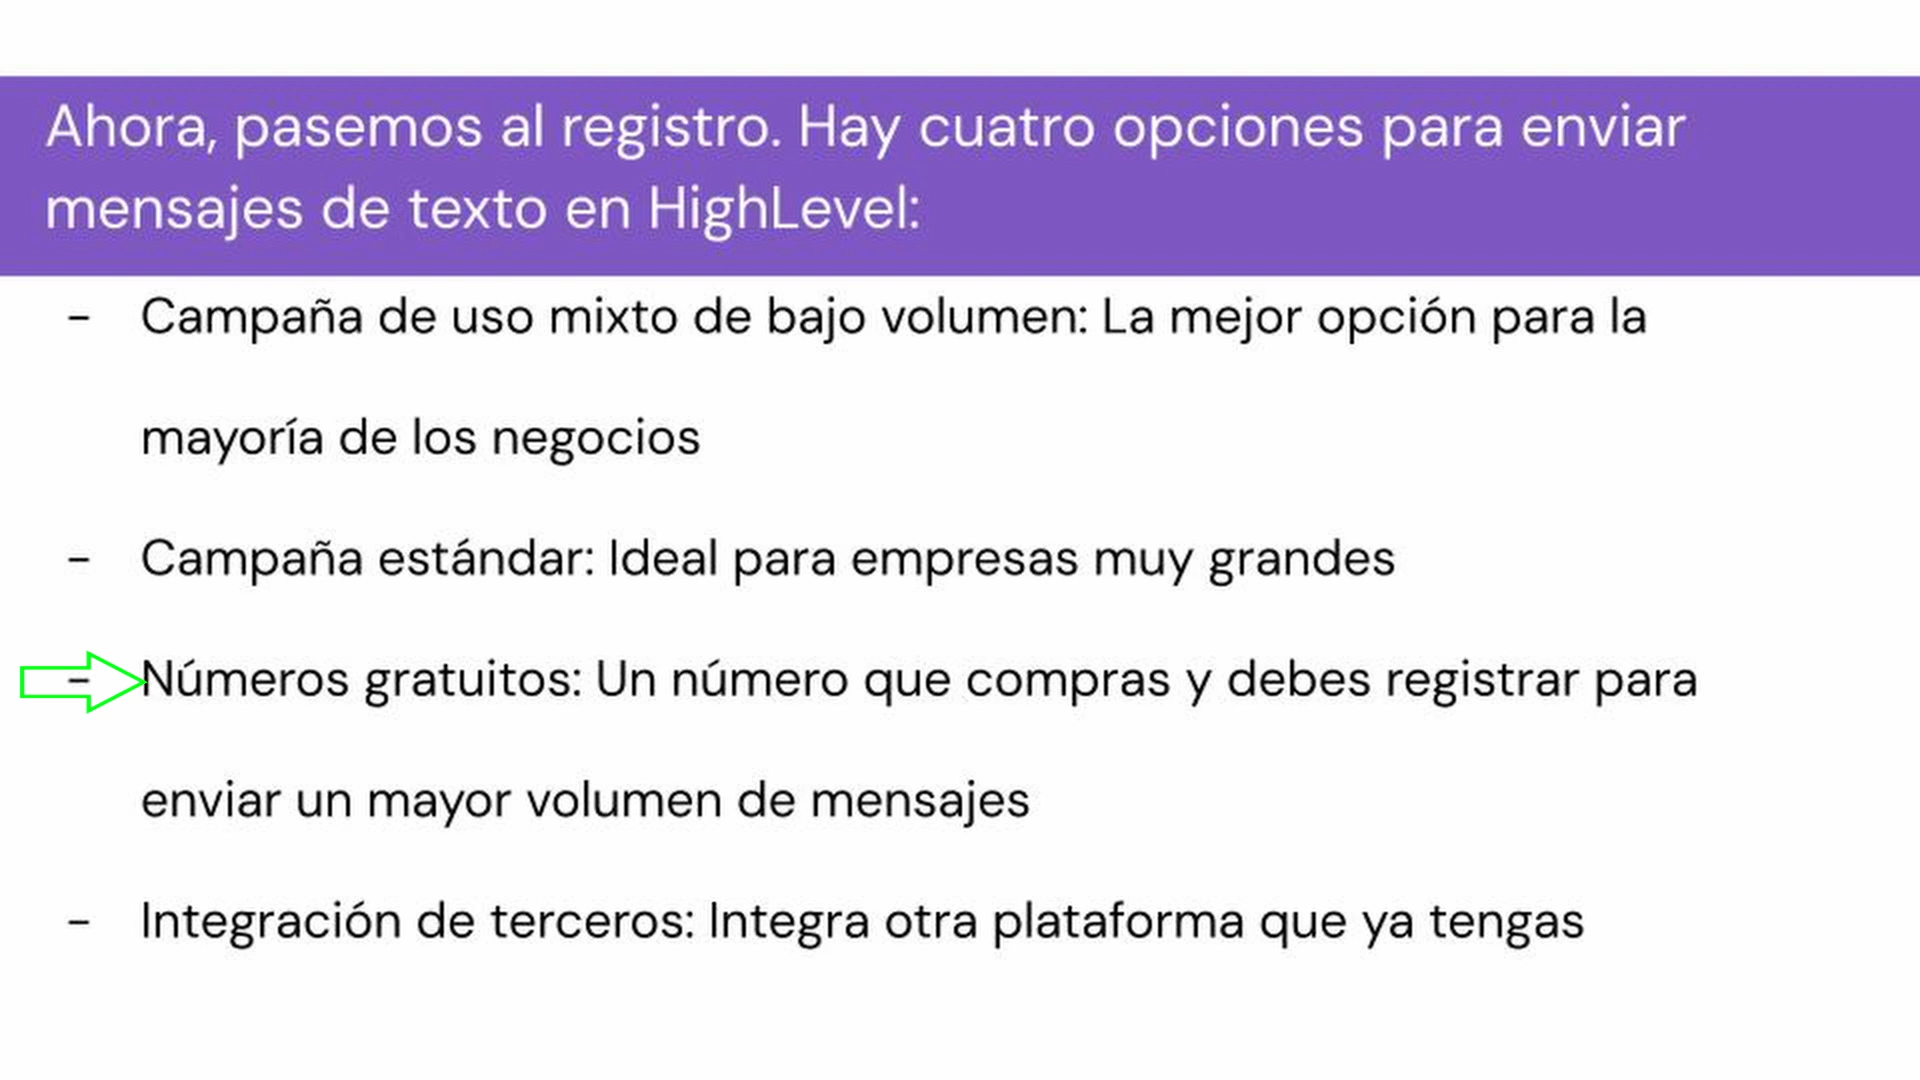 Ahora, pasemos al registro. Hay cuatro opciones para enviar
mensajes de texto en HighLevel:
- Campaña de uso mixto de bajo volumen: La mejor opción para la
mayoría de los negocios
- Campaña estándar: Ideal para empresas muy grandes
- Números gratuitos: Un número que compras y debes registrar para
enviar un mayor volumen de mensajes
- Integración de terceros: Integra otra plataforma que ya tengas